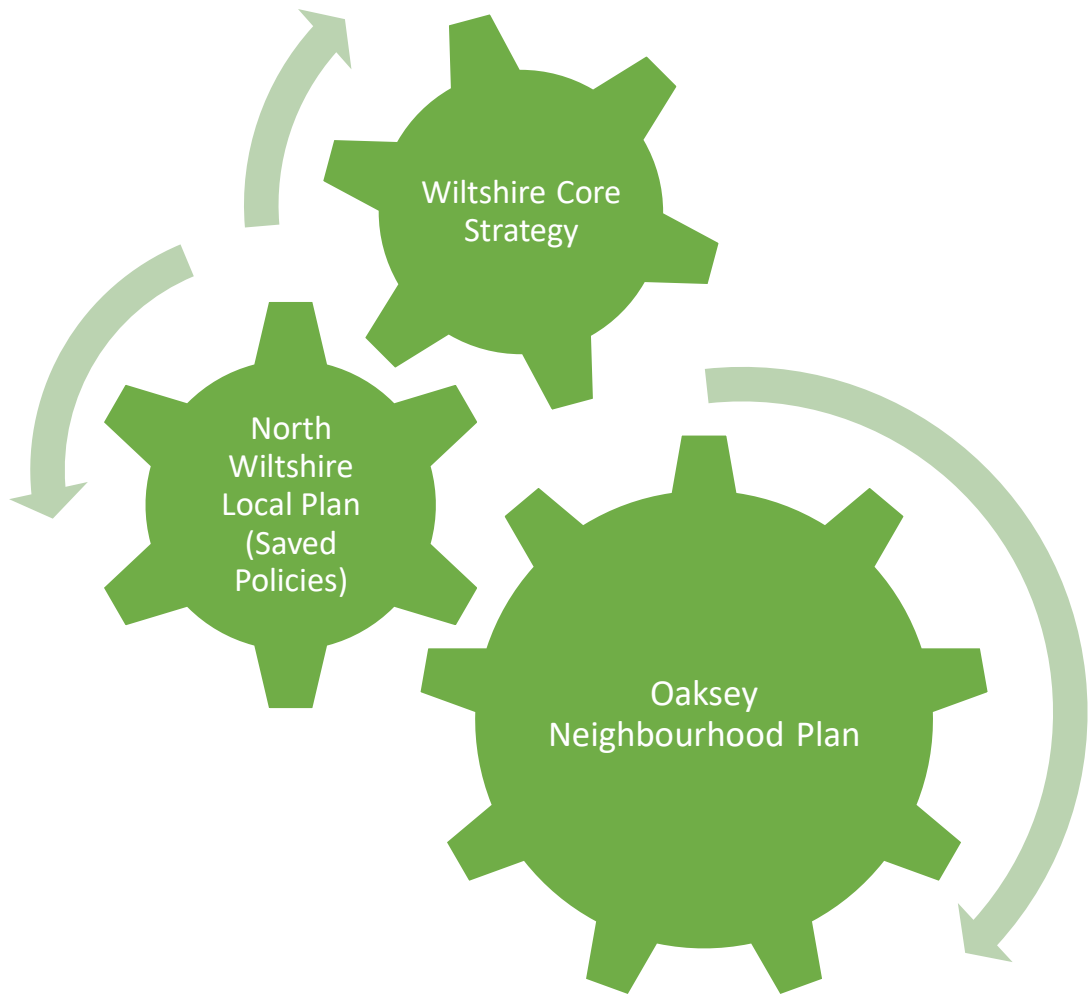 Wiltshire Core
Strategy
North
Wiltshire
Local Plan
(Saved
Policies)
Oaksey
Neighbourhood Plan